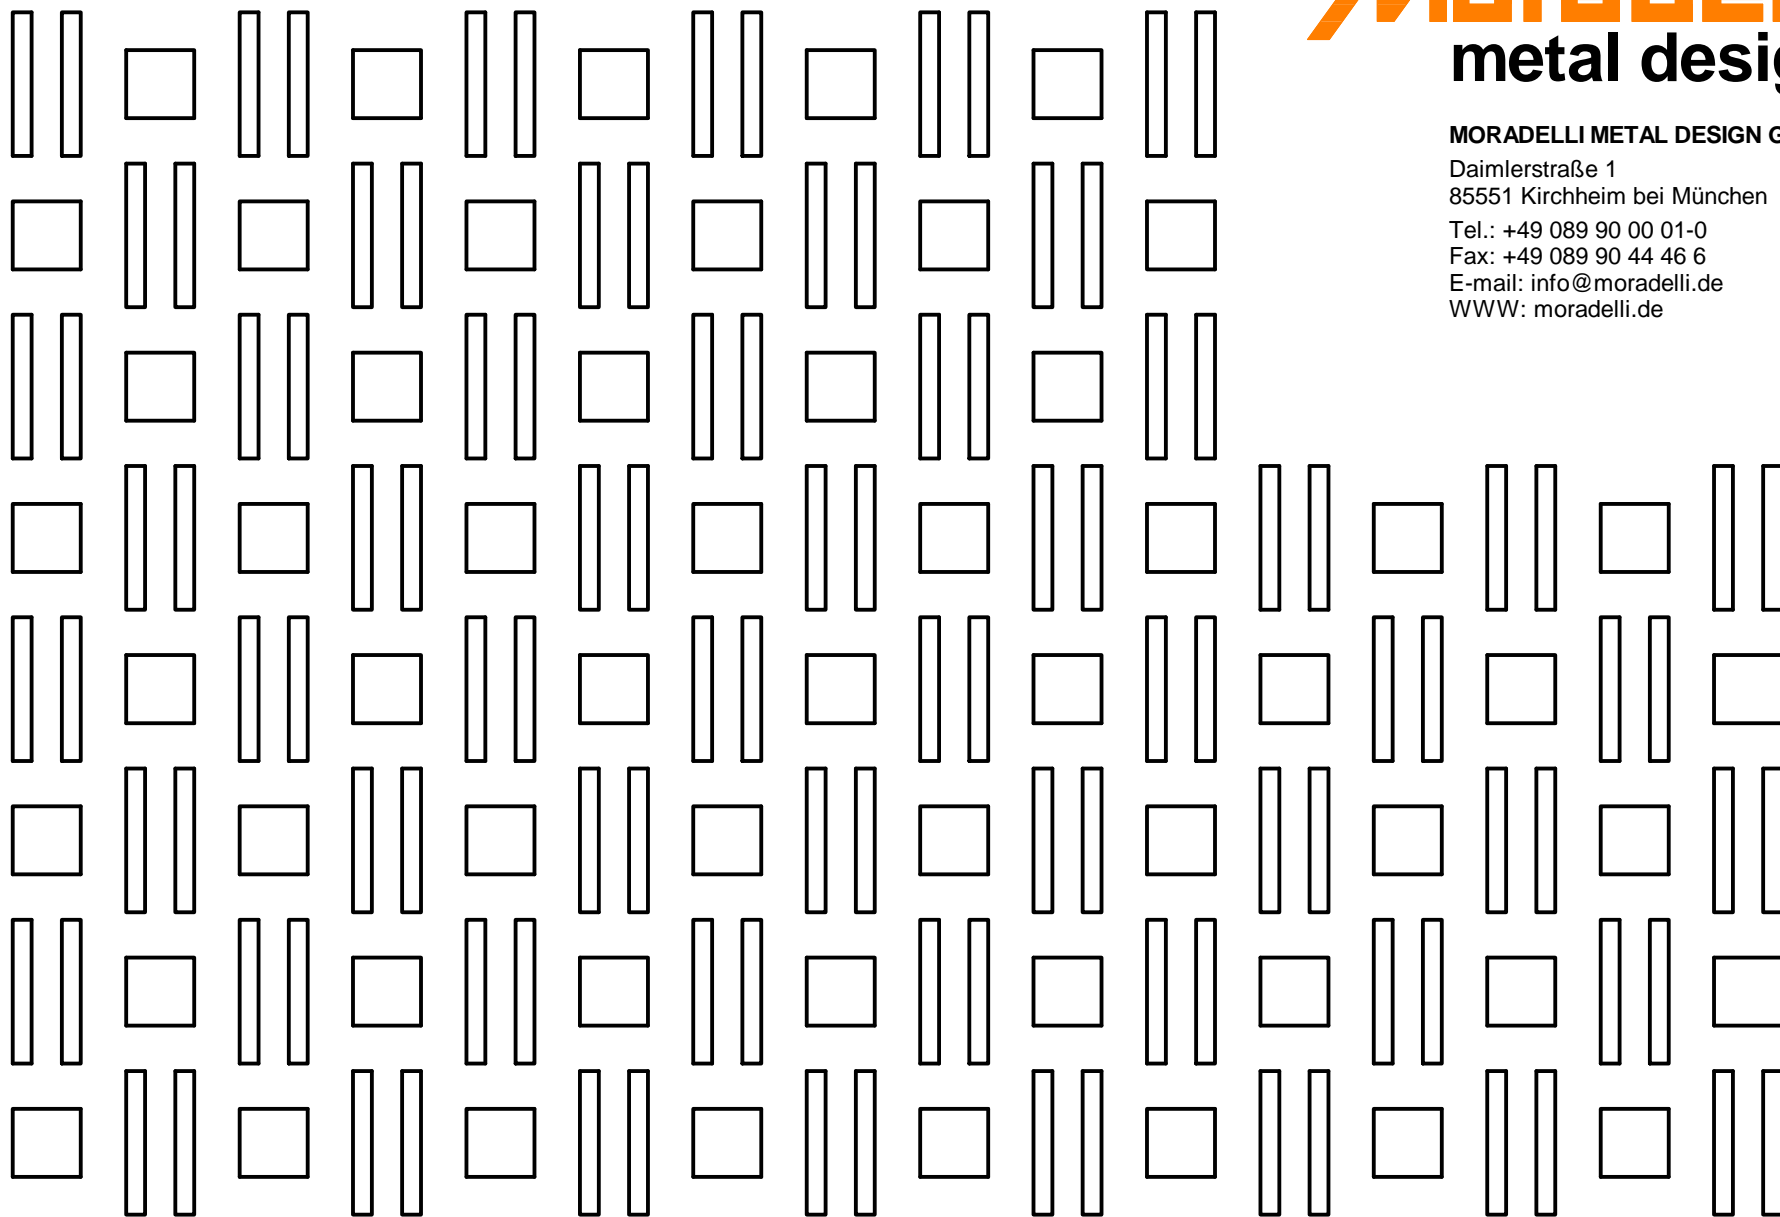 metal desig
MORADELLI METAL DESIGN G
Daimlerstraße 1
85551 Kirchheim bei München
Tel.: +49 089 90 00 01-0
Fax: +49 089 90 44 46 6
E-mail: info@moradelli.de
WWW: moradelli.de